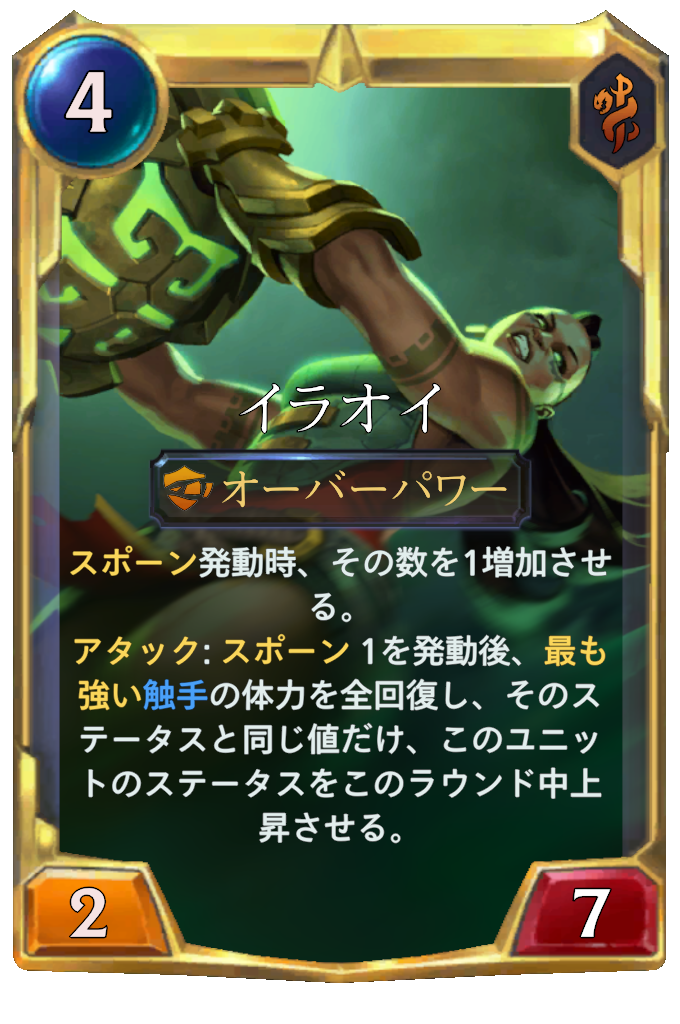 4
イラオイ
オーバーパワー
スポーン発動時、その数を1増加させ
る。
アタック: スポーン 1を発動後、最も
強い触手の体力を全回復し、そのス
テータスと同じ値だけ、このユニッ
トのステータスをこのラウンド中上
昇させる。
2
7